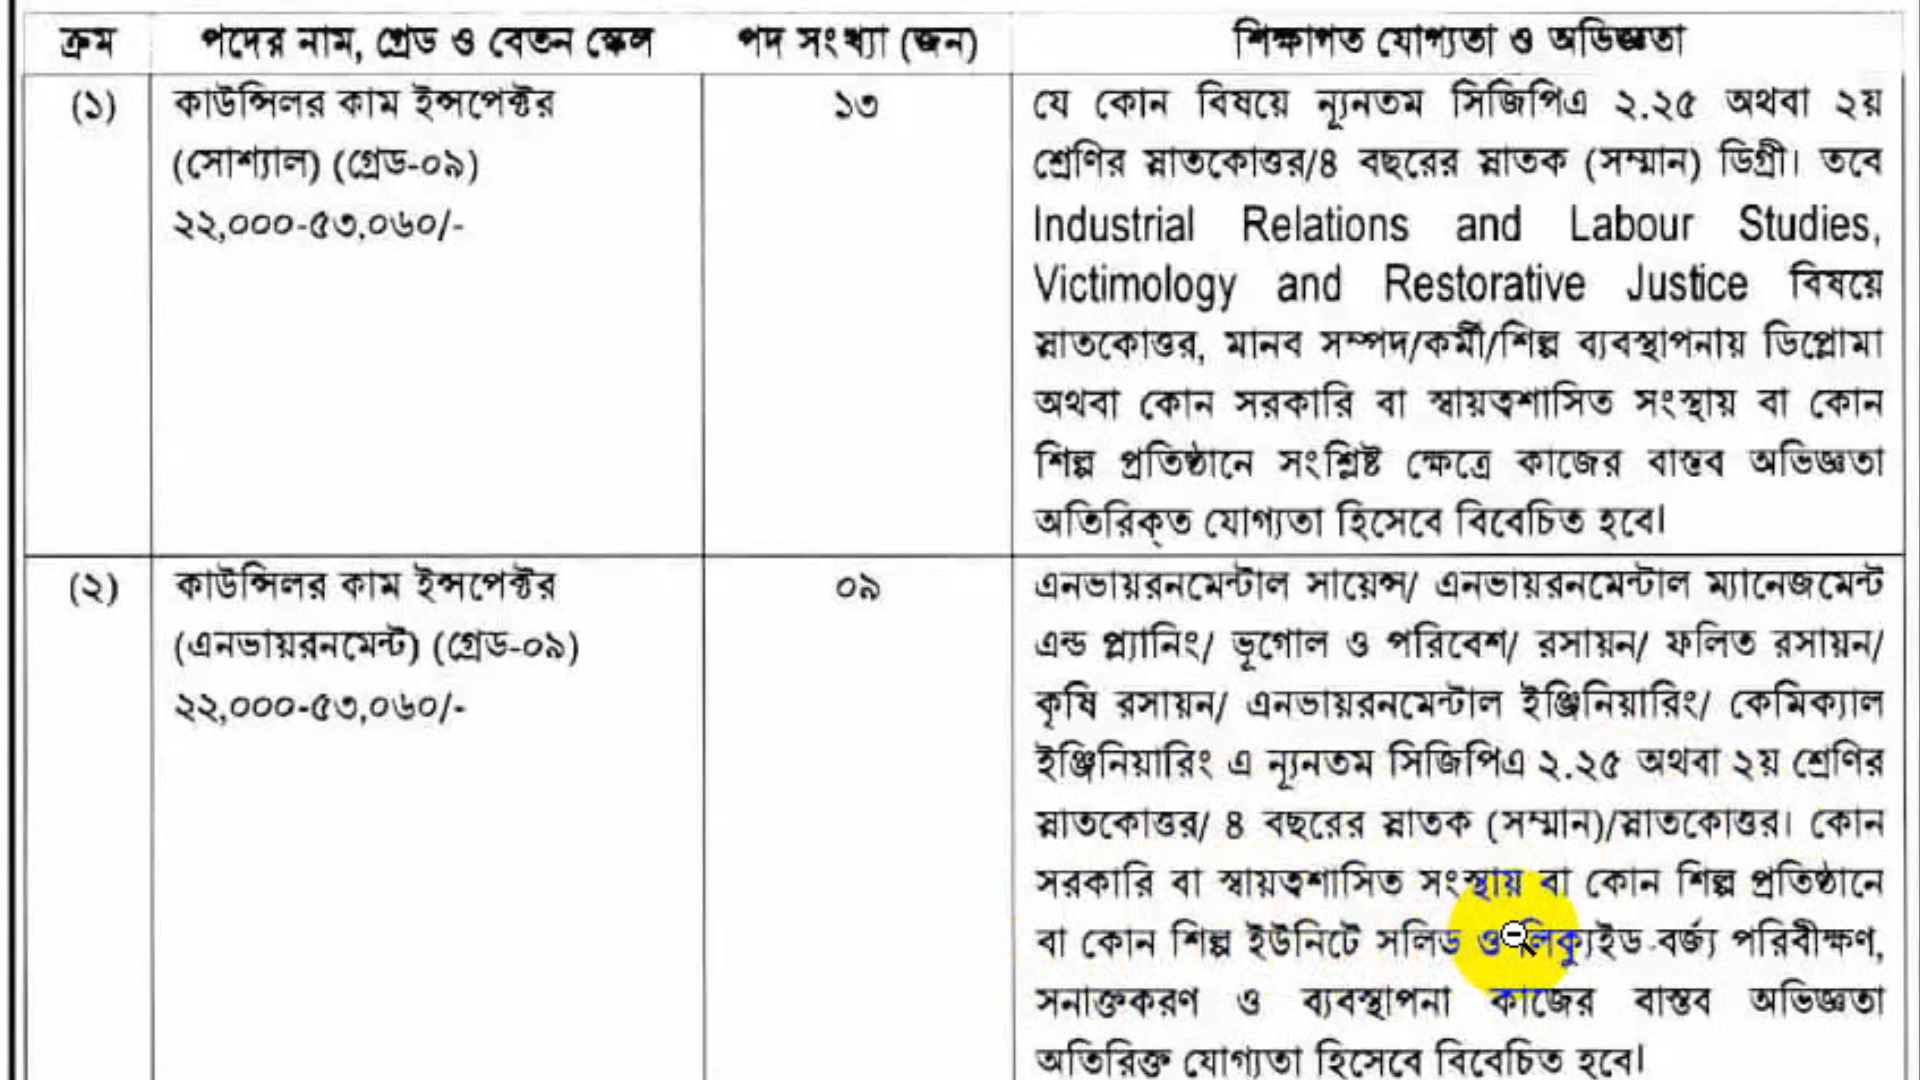 ক্রম
পদের নাম, গ্রেড ও বেতন স্কেল
পদ সংখ্যা (জন)
শিক্ষাগত যোগ্যতা ও অভিজ্ঞতা
(১)
কাউন্সিলর কাম ইন্সপেক্টর
(সোশ্যাল) (গ্রেড-০৯)
২২,০০০-৫৩,০৬০/-
১৩
যে কোন বিষয়ে ন্যূনতম সিজিপিএ ২.২৫ অথবা ২য়
শ্রেণির স্নাতকোত্তর/৪ বছরের স্নাতক (সম্মান) ডিগ্রী। তবে
Industrial Relations and Labour Studies,
Victimology and Restorative Justice বিষয়ে
স্নাতকোত্তর, মানব সম্পদ/কর্মী/শিল্প ব্যবস্থাপনায় ডিপ্লোমা
অথবা কোন সরকারি বা স্বায়ত্বশাসিত সংস্থায় বা কোন
শিল্প প্রতিষ্ঠানে সংশ্লিষ্ট ক্ষেত্রে কাজের বাস্তব অভিজ্ঞতা
অতিরিক্ত যোগ্যতা হিসেবে বিবেচিত হবে।
(২)
কাউন্সিলর কাম ইন্সপেক্টর
(এনভায়রনমেন্ট) (গ্রেড-০৯)
২২,০০০-৫৩,০৬০/-
০৯
এনভায়রনমেন্টাল সায়েন্স/ এনভায়রনমেন্টাল ম্যানেজমেন্ট
এন্ড প্ল্যানিং/ ভূগোল ও পরিবেশ/ রসায়ন/ ফলিত রসায়ন/
কৃষি রসায়ন/ এনভায়রনমেন্টাল ইঞ্জিনিয়ারিং/ কেমিক্যাল
ইঞ্জিনিয়ারিং এ ন্যূনতম সিজিপিএ ২.২৫ অথবা ২য় শ্রেণির
স্নাতকোত্তর/ ৪ বছরের স্নাতক (সম্মান)/স্নাতকোত্তর। কোন
সরকারি বা স্বায়ত্বশাসিত সংস্থায় বা কোন শিল্প প্রতিষ্ঠানে
বা কোন শিল্প ইউনিটে সলিড ও লিক্যুইড বর্জ্য পরিবীক্ষণ,
সনাক্তকরণ ও ব্যবস্থাপনা কাজের বাস্তব অভিজ্ঞতা
অতিরিক্ত যোগ্যতা হিসেবে বিবেচিত হবে।